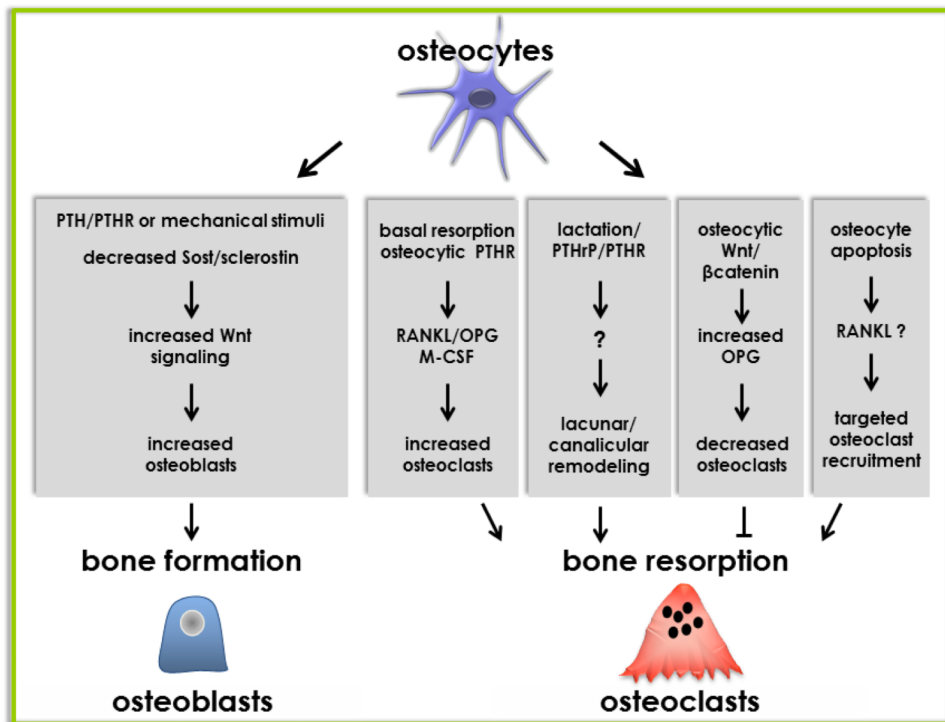 osteocytes
PTH/PTHR or mechanical stimuli
decreased Sost/sclerostin
increased Wnt
signaling
increased
osteoblasts
basal resorption
osteocytic PTHR
RANKL/OPG
M-CSF
increased
osteoclasts
lactation/
PTHrP/PTHR
?
lacunar/
canalicular
remodeling
osteocytic
Wnt/
βcatenin
increased
OPG
decreased
osteoclasts
osteocyte
apoptosis
RANKL ?
targeted
osteoclast
recruitment
bone formation
bone resorption
osteoblasts
osteoclasts